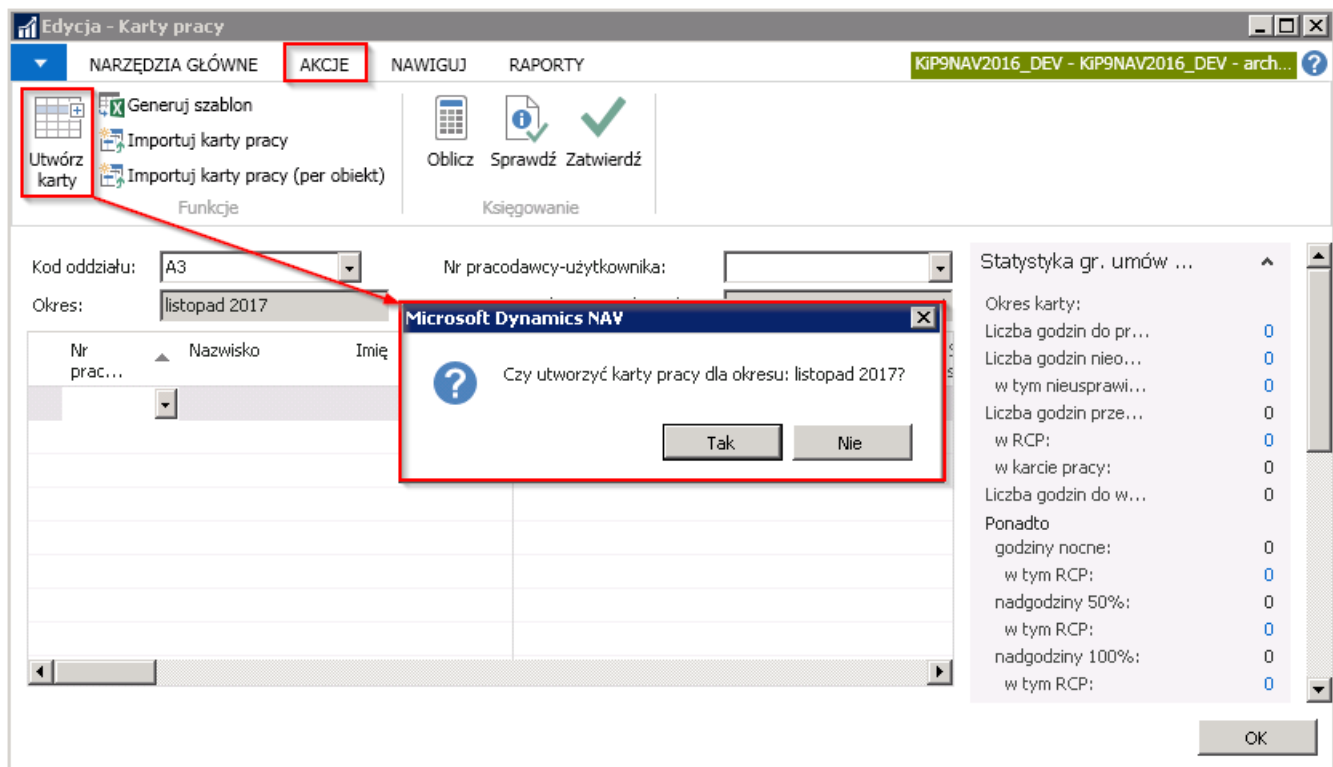 Edycja - Karty pracy
NARZĘDZIA GŁÓWNE AKCJE NAWIGUJ RAPORTY KiP9NAV2016_DEV - KiP9NAV2016_DEV - arch... ?
Utwórz karty
Generuj szablon
Importuj karty pracy
Importuj karty pracy (per obiekt)
Funkcje
Oblicz Sprawdź Zatwierdź
Księgowanie
Kod oddziału: A3 Nr pracodawcy-użytkownika:
Okres: listopad 2017
Nr prac... Nazwisko Imię
Microsoft Dynamics NAV
Czy utworzyć karty pracy dla okresu: listopad 2017?
Tak Nie
Statystyka gr. umów ...
Okres karty:
Liczba godzin do pr... 0
Liczba godzin nieo... 0
w tym nieusprawi... 0
Liczba godzin prze... 0
w RCP: 0
w karcie pracy: 0
Liczba godzin do w... 0
Ponadto
godziny nocne: 0
w tym RCP: 0
nadgodziny 50%: 0
w tym RCP: 0
nadgodziny 100%: 0
w tym RCP: 0
OK